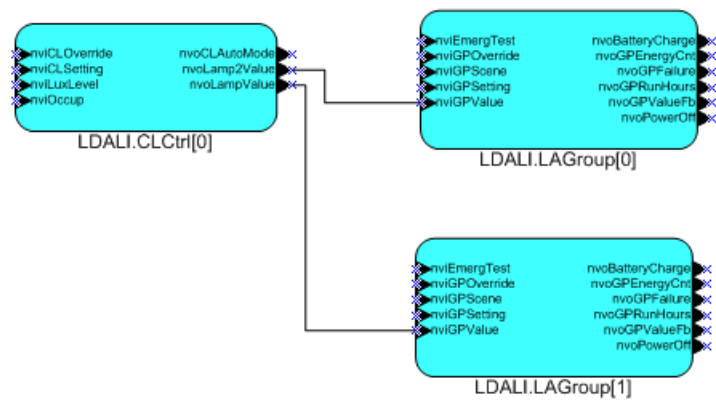 nviCLOverride nvoCLAutoMode
nviCLSetting nvoLamp2Value
nviLuxLevel nvoLampValue
nviOccup
LDALI.CLCtrl[0]
nviEmergTest nvoBatteryCharge
nviGPOverride nvoGPEnergyCnt
nviGPScene nvoGPFailure
nviGPSetting nvoGPRunHours
nviGPValue nvoGPValueFb
nvoPowerOff
LDALI.LAGroup[0]
nviEmergTest nvoBatteryCharge
nviGPOverride nvoGPEnergyCnt
nviGPScene nvoGPFailure
nviGPSetting nvoGPRunHours
nviGPValue nvoGPValueFb
nvoPowerOff
LDALI.LAGroup[1]